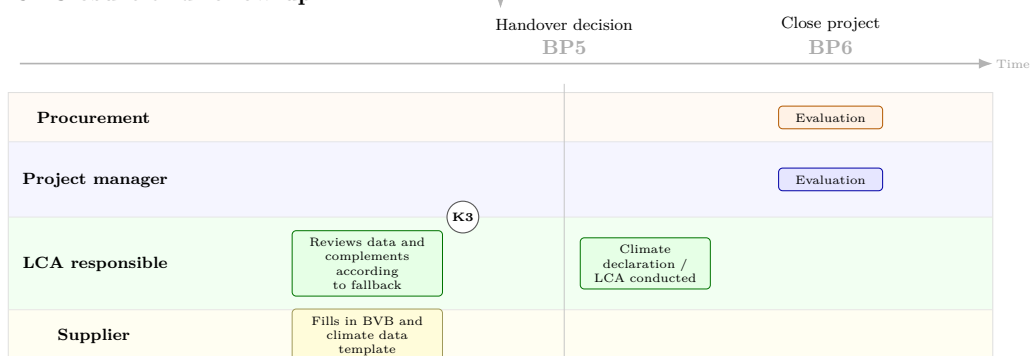 Handover decision
Close project
BP5
BP6
Time
Procurement
Evaluation
Project manager
Evaluation
K3
LCA responsible
Reviews data and
complements
according
to fallback
Climate
declaration /
LCA conducted
Supplier
Fills in BVB and
climate data
template